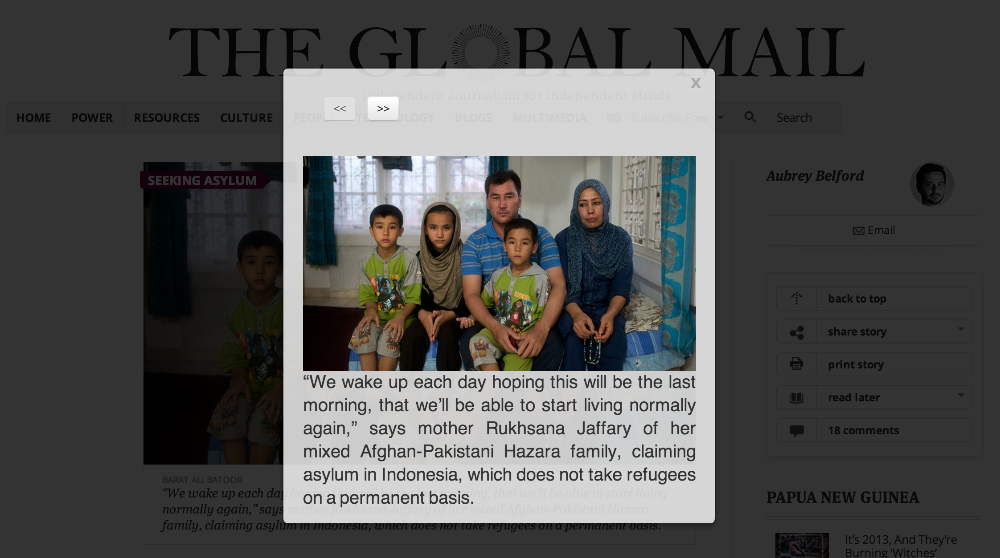 THE GLOBAL MAIL
Independent Journalism for Independent Minds
HOME POWER RESOURCES CULTURE PEOPLE TECHNOLOGY BLOGS MULTIMEDIA Subscribe Free Search
x
<< >>
SEEKING ASYLUM
“We wake up each day hoping this will be the last
morning, that we’ll be able to start living normally
again,” says mother Rukhsana Jaffary of her
mixed Afghan-Pakistani Hazara family, claiming
asylum in Indonesia, which does not take refugees
on a permanent basis.
BARAT ALI BATOOR
“We wake up each day hoping this will be the last morning, that we’ll be able to start living
normally again,” says mother Rukhsana Jaffary of her mixed Afghan-Pakistani Hazara
family, claiming asylum in Indonesia, which does not take refugees on a permanent basis.
Aubrey Belford
Email
back to top
share story
print story
read later
18 comments
PAPUA NEW GUINEA
It’s 2013, And They’re
Burning ‘Witches’